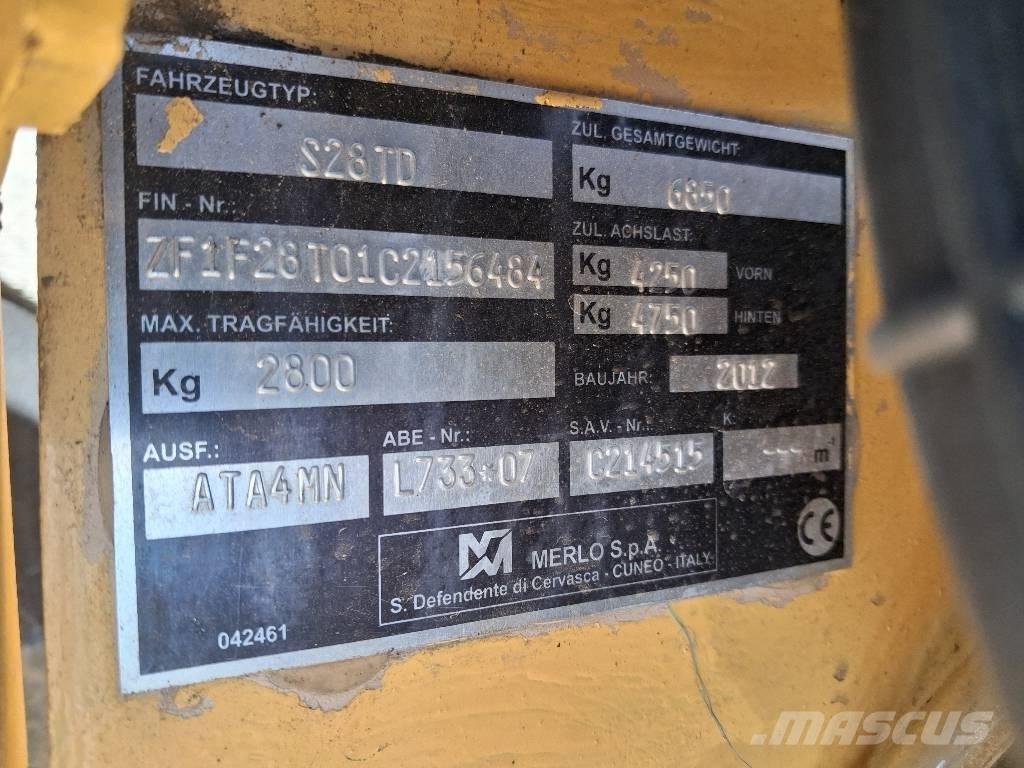 FAHRZEUGTYP:
S28TD
FIN - Nr.:
ZF1F28T01C2156484
MAX. TRAGFÄHIGKEIT:
Kg 2800
AUSF.:
ATA4MN
ABE - Nr.:
L733*07
ZUL. GESAMTGEWICHT:
Kg 6850
ZUL. ACHSLAST:
Kg 4250 VORN
Kg 4750 HINTEN
BAUJAHR: 2012
S.A.V. - Nr.:
C214515
K:
---- m⁻¹
CE
MERLO S.p.A.
S. Defendente di Cervasca - CUNEO - ITALY
042461
MASCUS